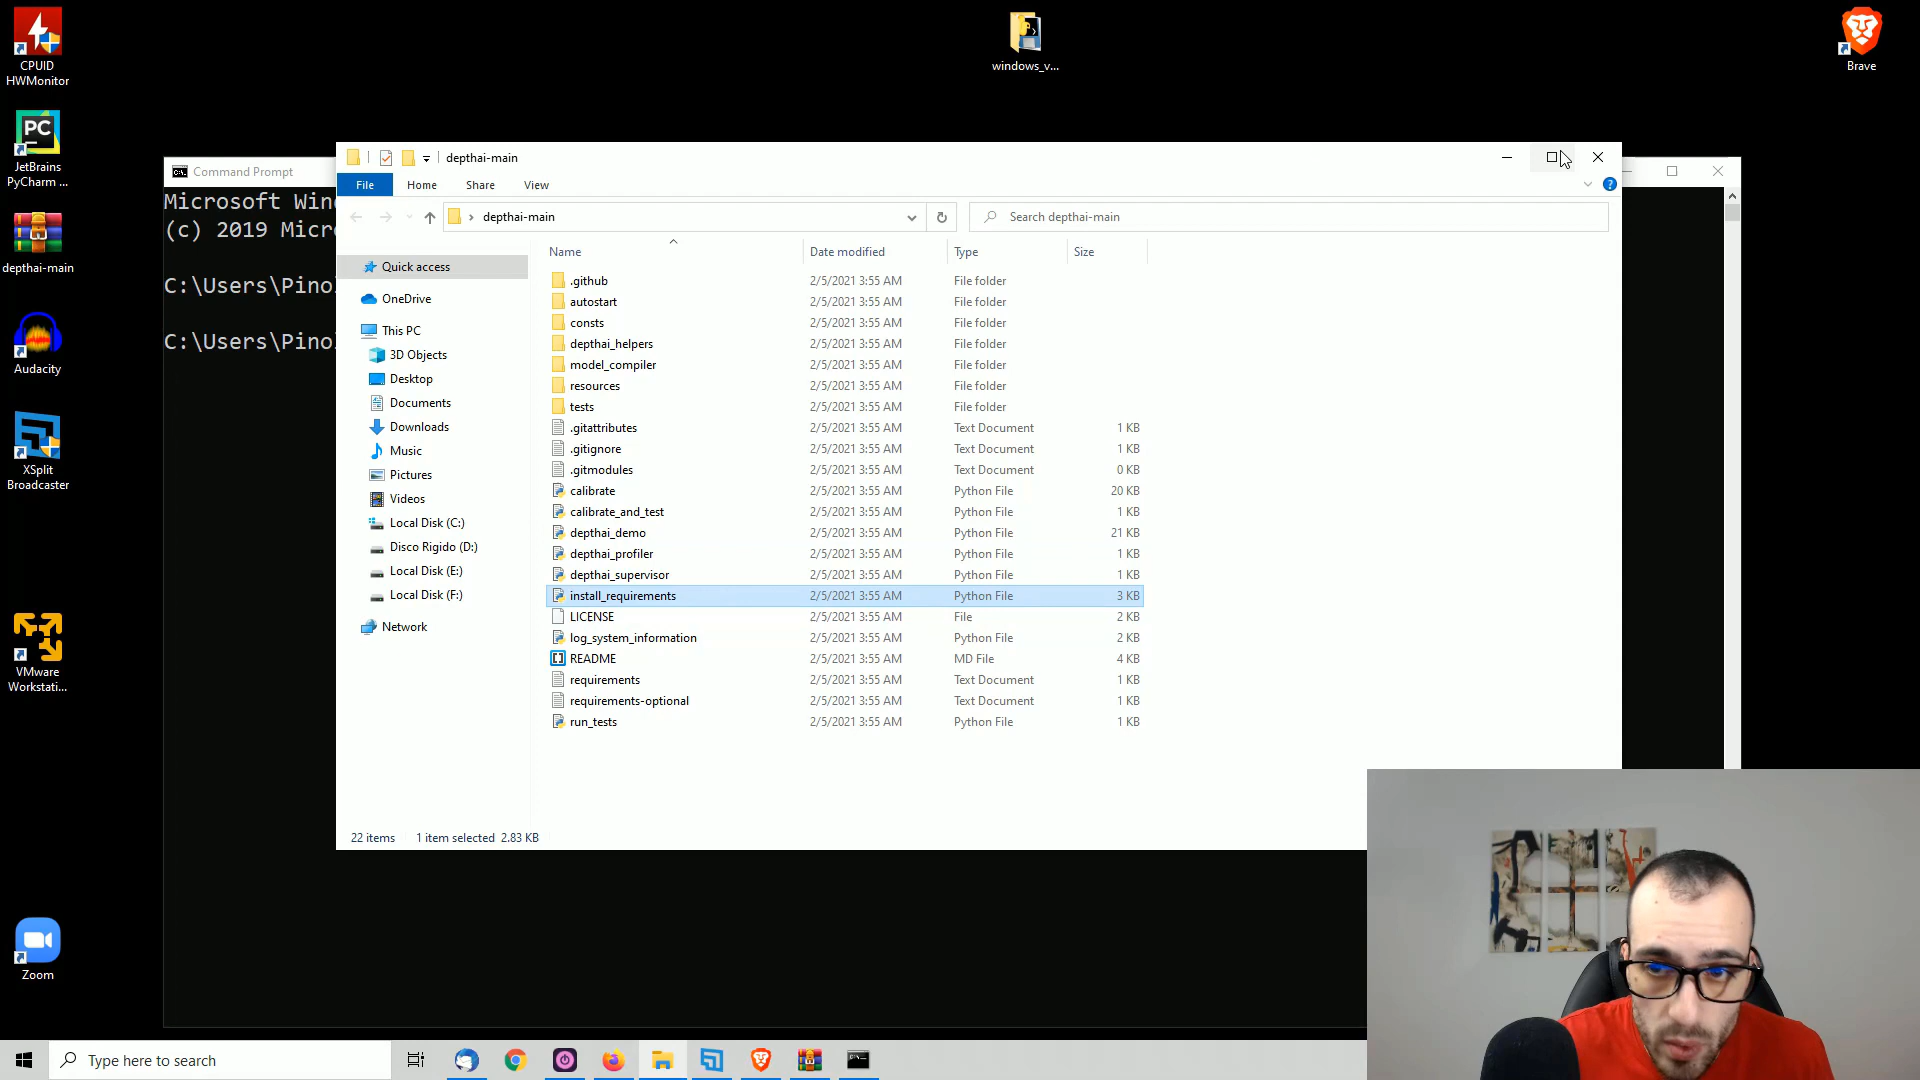 CPUID
HWMonitor
JetBrains
PyCharm ...
depthai-main
Audacity
XSplit
Broadcaster
VMware
Workstati...
Zoom
windows_v...
Brave
Command Prompt
Microsoft Win
(c) 2019 Micr
C:\Users\Pino
C:\Users\Pino
depthai-main
File Home Share View
depthai-main
Search depthai-main
Name Date modified Type Size
Quick access
OneDrive
This PC
3D Objects
Desktop
Documents
Downloads
Music
Pictures
Videos
Local Disk (C:)
Disco Rigido (D:)
Local Disk (E:)
Local Disk (F:)
Network
.github 2/5/2021 3:55 AM File folder
autostart 2/5/2021 3:55 AM File folder
consts 2/5/2021 3:55 AM File folder
depthai_helpers 2/5/2021 3:55 AM File folder
model_compiler 2/5/2021 3:55 AM File folder
resources 2/5/2021 3:55 AM File folder
tests 2/5/2021 3:55 AM File folder
.gitattributes 2/5/2021 3:55 AM Text Document 1 KB
.gitignore 2/5/2021 3:55 AM Text Document 1 KB
.gitmodules 2/5/2021 3:55 AM Text Document 0 KB
calibrate 2/5/2021 3:55 AM Python File 20 KB
calibrate_and_test 2/5/2021 3:55 AM Python File 1 KB
depthai_demo 2/5/2021 3:55 AM Python File 21 KB
depthai_profiler 2/5/2021 3:55 AM Python File 1 KB
depthai_supervisor 2/5/2021 3:55 AM Python File 1 KB
install_requirements 2/5/2021 3:55 AM Python File 3 KB
LICENSE 2/5/2021 3:55 AM File 2 KB
log_system_information 2/5/2021 3:55 AM Python File 2 KB
README 2/5/2021 3:55 AM MD File 4 KB
requirements 2/5/2021 3:55 AM Text Document 1 KB
requirements-optional 2/5/2021 3:55 AM Text Document 1 KB
run_tests 2/5/2021 3:55 AM Python File 1 KB
22 items 1 item selected 2.83 KB
Type here to search